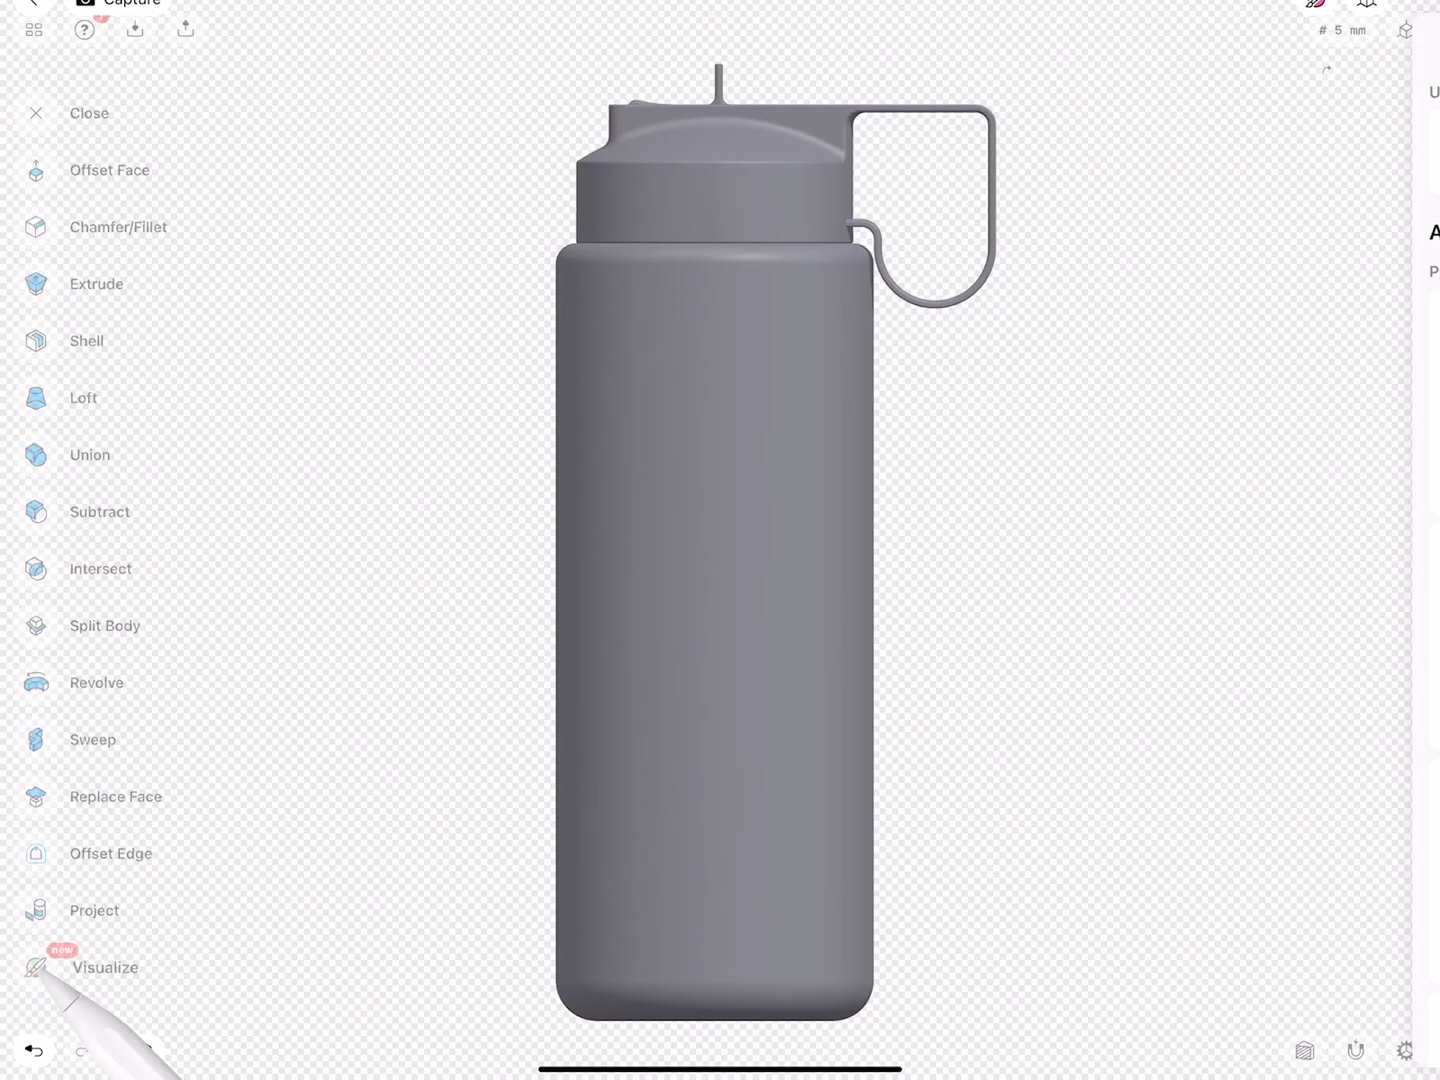 Capture
# 5 mm
Close
Offset Face
Chamfer/Fillet
Extrude
Shell
Loft
Union
Subtract
Intersect
Split Body
Revolve
Sweep
Replace Face
Offset Edge
Project
new
Visualize
U
A
P